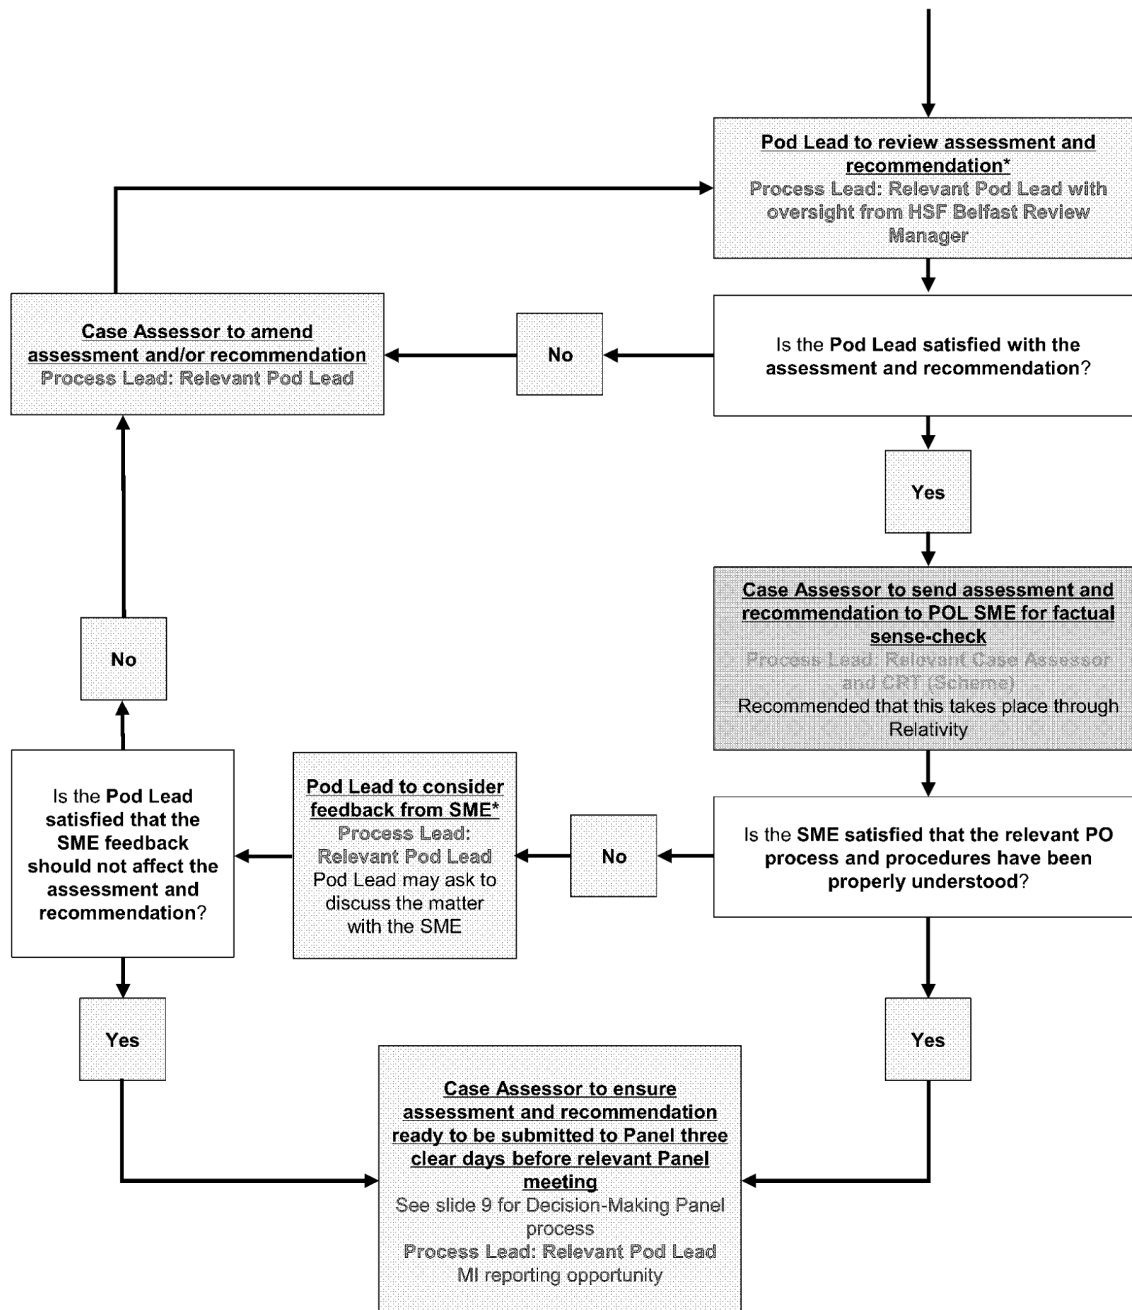 Pod Lead to review assessment and
recommendation*
Process Lead: Relevant Pod Lead with
oversight from HSF Belfast Review
Manager
Case Assessor to amend
assessment and/or recommendation
Process Lead: Relevant Pod Lead
No
Is the Pod Lead satisfied with the
assessment and recommendation?
Yes
Case Assessor to send assessment and
recommendation to POL SME for factual
sense-check
Process Lead: Relevant Case Assessor
and CRT (Scheme)
Recommended that this takes place through
Relativity
No
Is the Pod Lead
satisfied that the
SME feedback
should not affect the
assessment and
recommendation?
Pod Lead to consider
feedback from SME*
Process Lead:
Relevant Pod Lead
Pod Lead may ask to
discuss the matter
with the SME
No
Is the SME satisfied that the relevant PO
process and procedures have been
properly understood?
Yes
Yes
Case Assessor to ensure
assessment and recommendation
ready to be submitted to Panel three
clear days before relevant Panel
meeting
See slide 9 for Decision-Making Panel
process
Process Lead: Relevant Pod Lead
MI reporting opportunity